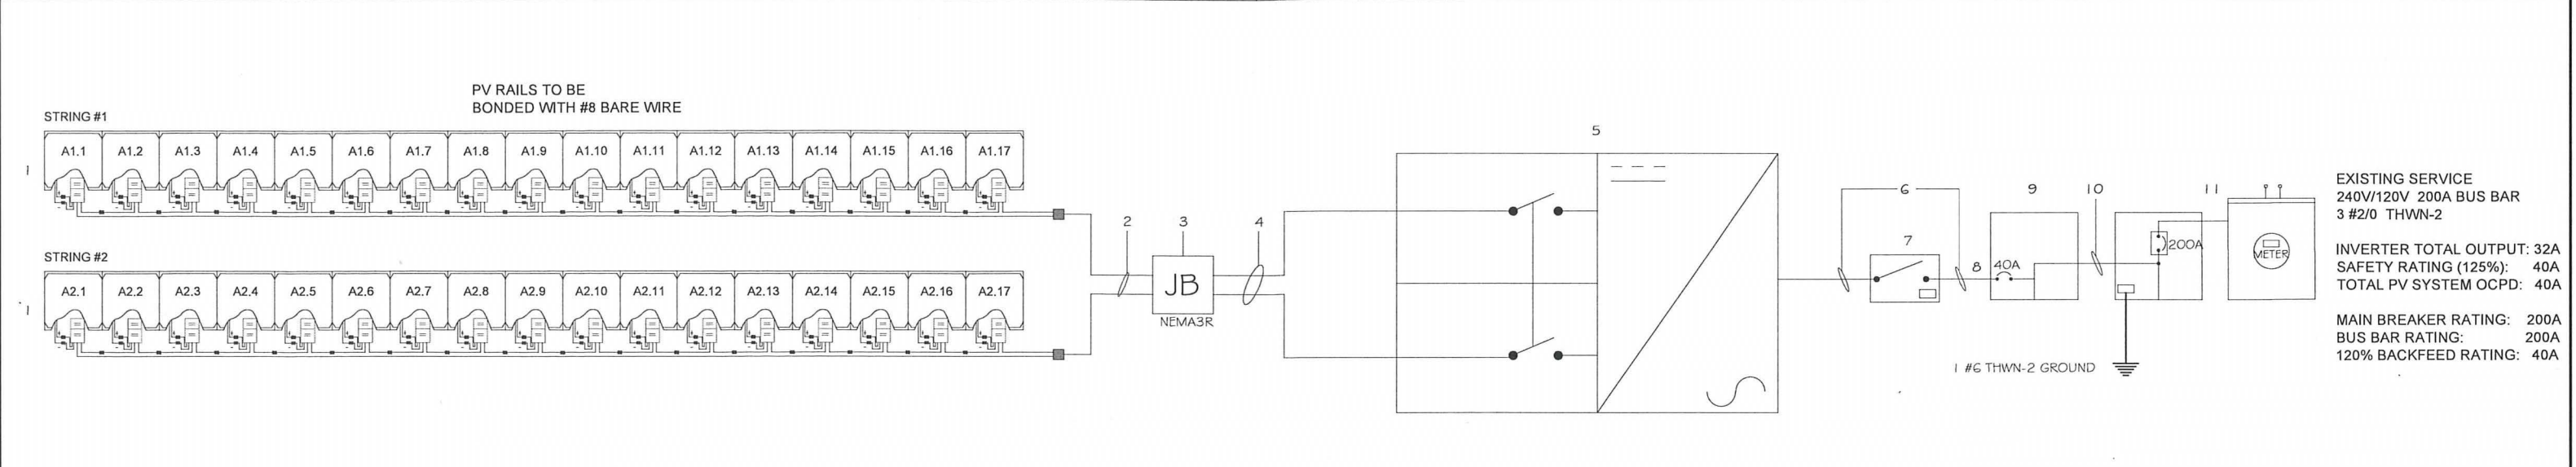 PV RAILS TO BE
BONDED WITH #8 BARE WIRE
STRING #1
1
A1.1 A1.2 A1.3 A1.4 A1.5 A1.6 A1.7 A1.8 A1.9 A1.10 A1.11 A1.12 A1.13 A1.14 A1.15 A1.16 A1.17
STRING #2
1
A2.1 A2.2 A2.3 A2.4 A2.5 A2.6 A2.7 A2.8 A2.9 A2.10 A2.11 A2.12 A2.13 A2.14 A2.15 A2.16 A2.17
2
3
4
JB
NEMA3R
5
6
7
8
9
40A
10
11
200A
METER
1 #6 THWN-2 GROUND
EXISTING SERVICE
240V/120V 200A BUS BAR
3 #2/0 THWN-2
INVERTER TOTAL OUTPUT: 32A
SAFETY RATING (125%): 40A
TOTAL PV SYSTEM OCPD: 40A
MAIN BREAKER RATING: 200A
BUS BAR RATING: 200A
120% BACKFEED RATING: 40A